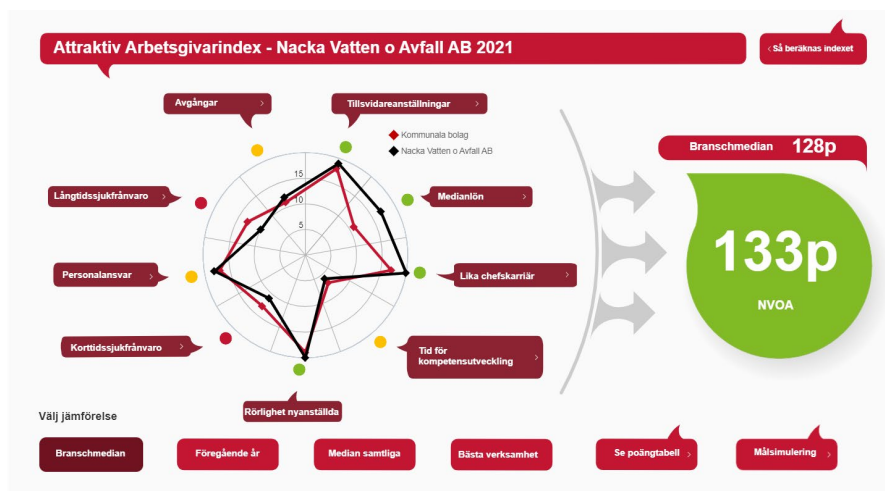 Attraktiv Arbetsgivarindex - Nacka Vatten o Avfall AB 2021
‹ Så beräknas indexet
Avgångar ›
Tillsvidareanställningar ›
Kommunala bolag
Nacka Vatten o Avfall AB
Branschmedian 128p
15
10
5
Långtidssjukfrånvaro ›
Medianlön ›
Personalansvar ›
Lika chefskarriär ›
133p
NVOA
Korttidssjukfrånvaro ›
Tid för
kompetensutveckling ›
Rörlighet nyanställda
Välj jämförelse
Branschmedian
Föregående år
Median samtliga
Bästa verksamhet
Se poängtabell ›
Målsimulering ›